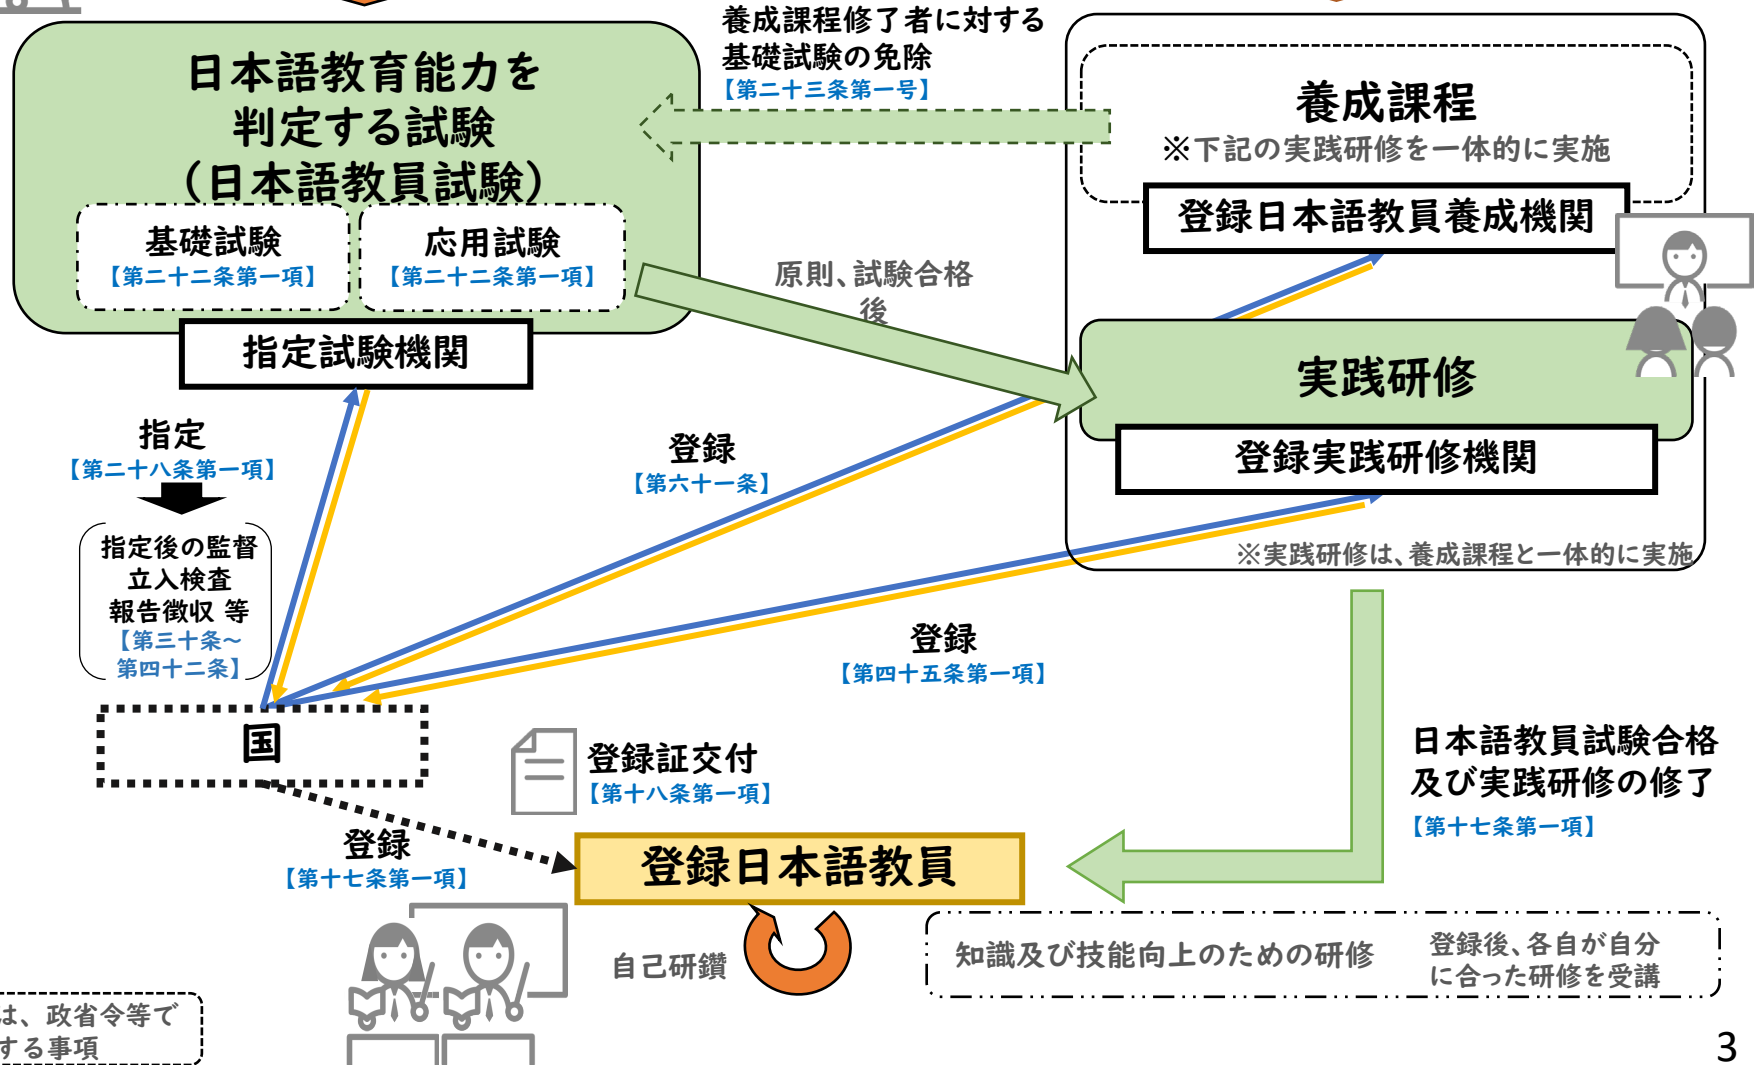 養成課程修了者に対する
基礎試験の免除
【第二十三条第一号】
日本語教育能力を
判定する試験
（日本語教員試験）
基礎試験
【第二十二条第一項】
応用試験
【第二十二条第一項】
指定試験機関
養成課程
※下記の実践研修を一体的に実施
登録日本語教員養成機関
原則、試験合格
後
実践研修
登録実践研修機関
※実践研修は、養成課程と一体的に実施
指定
【第二十八条第一項】
指定後の監督
立入検査
報告徴収 等
【第三十条～
第四十二条】
登録
【第六十一条】
登録
【第四十五条第一項】
国
登録証交付
【第十八条第一項】
日本語教員試験合格
及び実践研修の修了
【第十七条第一項】
登録
【第十七条第一項】
登録日本語教員
自己研鑽
知識及び技能向上のための研修
登録後、各自が自分
に合った研修を受講
は、政省令等で
する事項
3